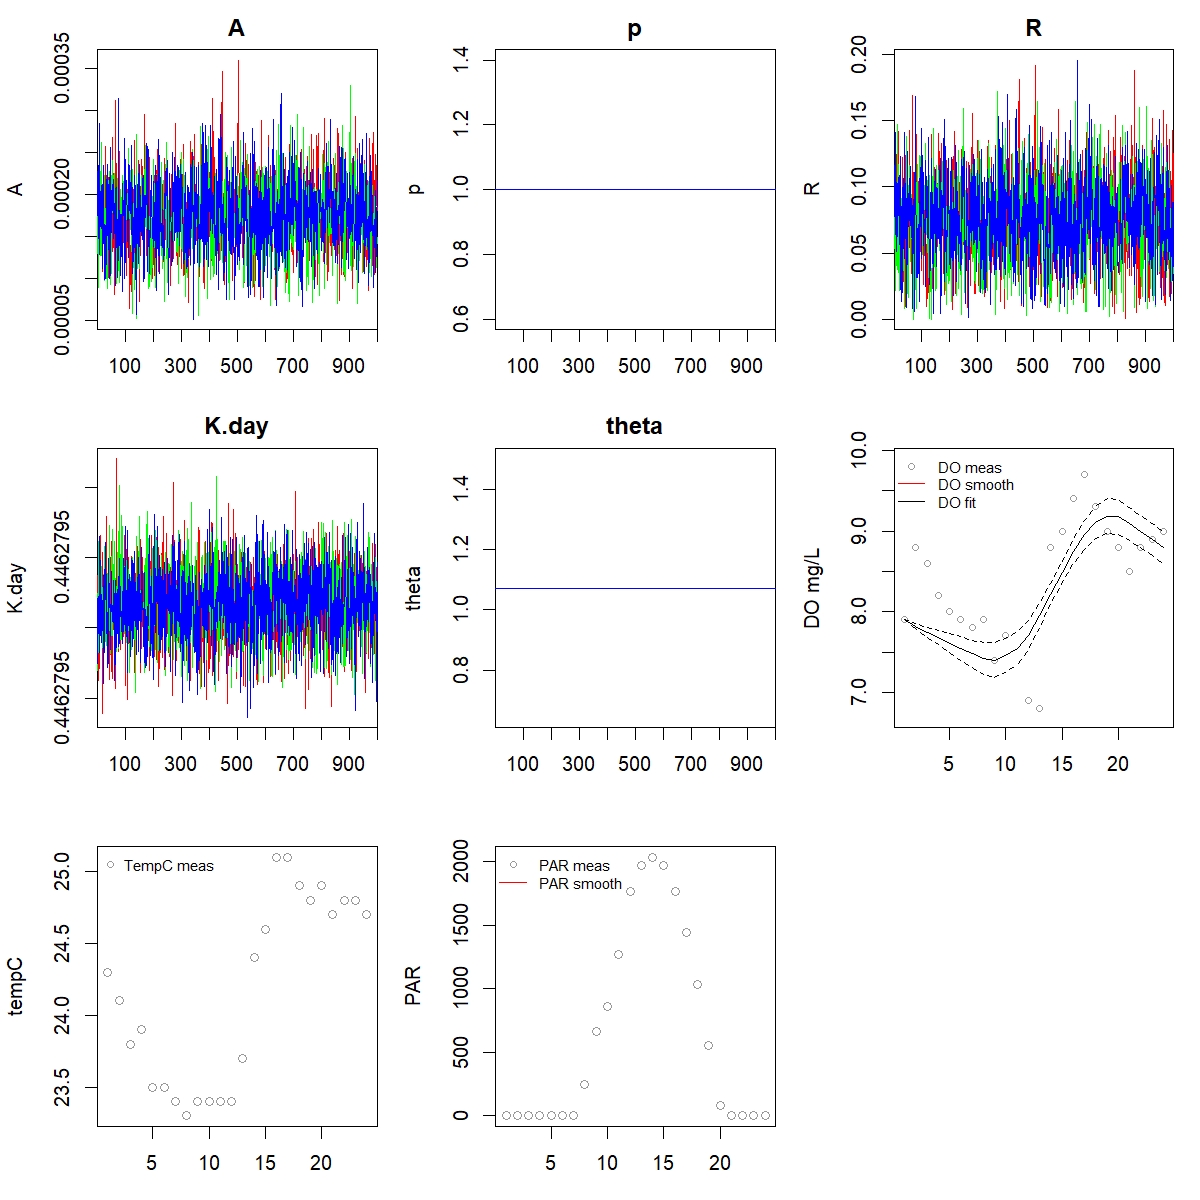 A
A
0.00035
0.00020
0.00005
100 300 500 700 900
p
p
1.4
1.2
1.0
0.8
0.6
100 300 500 700 900
R
R
0.20
0.15
0.10
0.05
0.00
100 300 500 700 900
K.day
K.day
0.4462795
0.4462795
100 300 500 700 900
theta
theta
1.4
1.2
1.0
0.8
100 300 500 700 900
DO mg/L
10.0
9.0
8.0
7.0
DO meas
DO smooth
DO fit
5 10 15 20
tempC
25.0
24.5
24.0
23.5
TempC meas
5 10 15 20
PAR
2000
1500
1000
500
0
PAR meas
PAR smooth
5 10 15 20